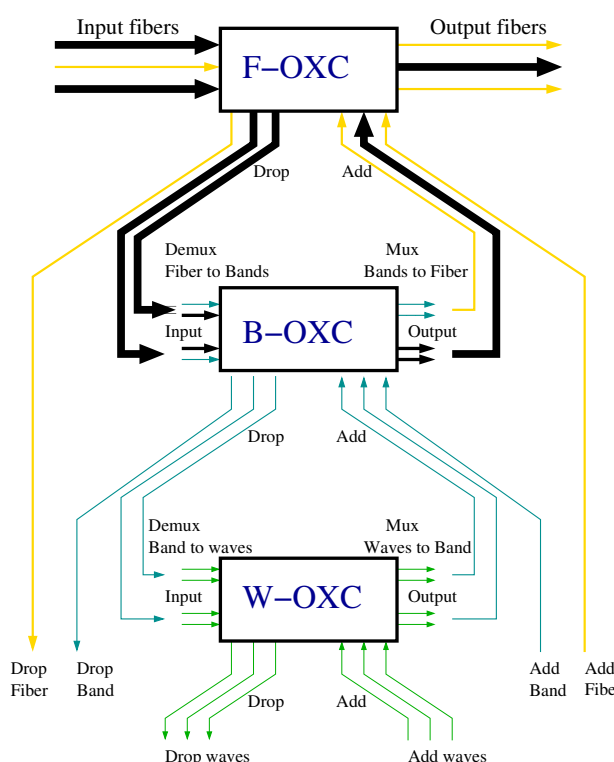 Input fibers
Output fibers
F–OXC
Drop
Add
Demux
Fiber to Bands
Mux
Bands to Fiber
Input
B–OXC
Output
Drop
Add
Demux
Band to waves
Mux
Waves to Band
Input
W–OXC
Output
Drop
Fiber
Drop
Band
Drop
Add
Add
Band
Add
Fibe
Drop waves
Add waves